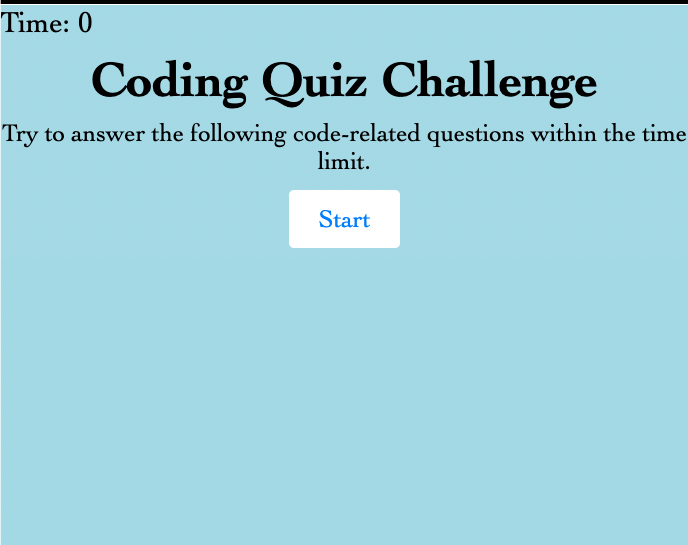 Time: 0
Coding Quiz Challenge
Try to answer the following code-related questions within the time
limit.
Start